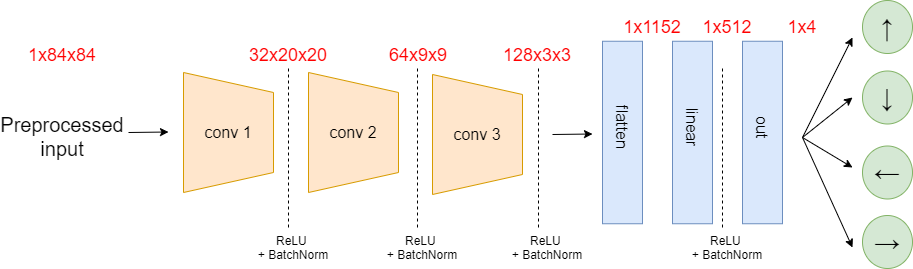 1x84x84
32x20x20
64x9x9
128x3x3
1x1152
1x512
1x4
Preprocessed
input
conv 1
conv 2
conv 3
flatten
linear
out
ReLU
+ BatchNorm
ReLU
+ BatchNorm
ReLU
+ BatchNorm
ReLU
+ BatchNorm
↑
↓
←
→